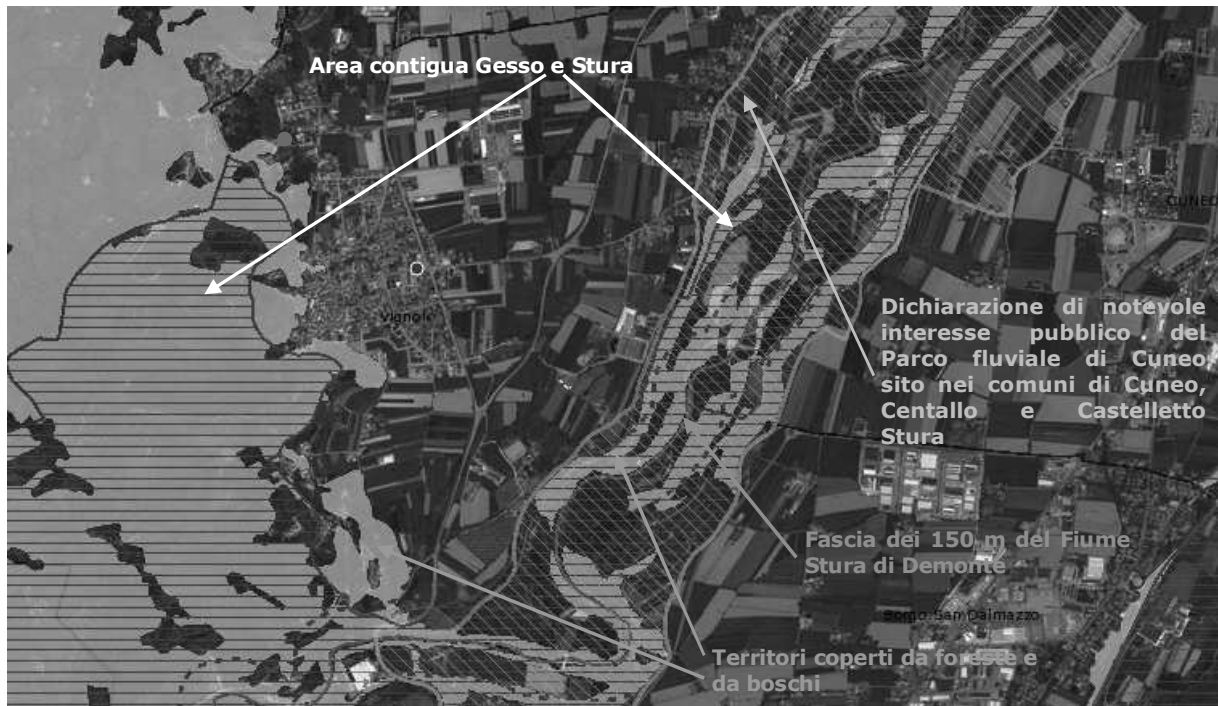 Area contigua Gesso e Stura
CUNEO
Dichiarazione di notevole
interesse pubblico del
Parco fluviale di Cuneo
sito nei comuni di Cuneo,
Centallo e Castelletto
Stura
Vignolo
Fascia dei 150 m del Fiume
Stura di Demonte
Borgo San Dalmazzo
Territori coperti da foreste e
da boschi